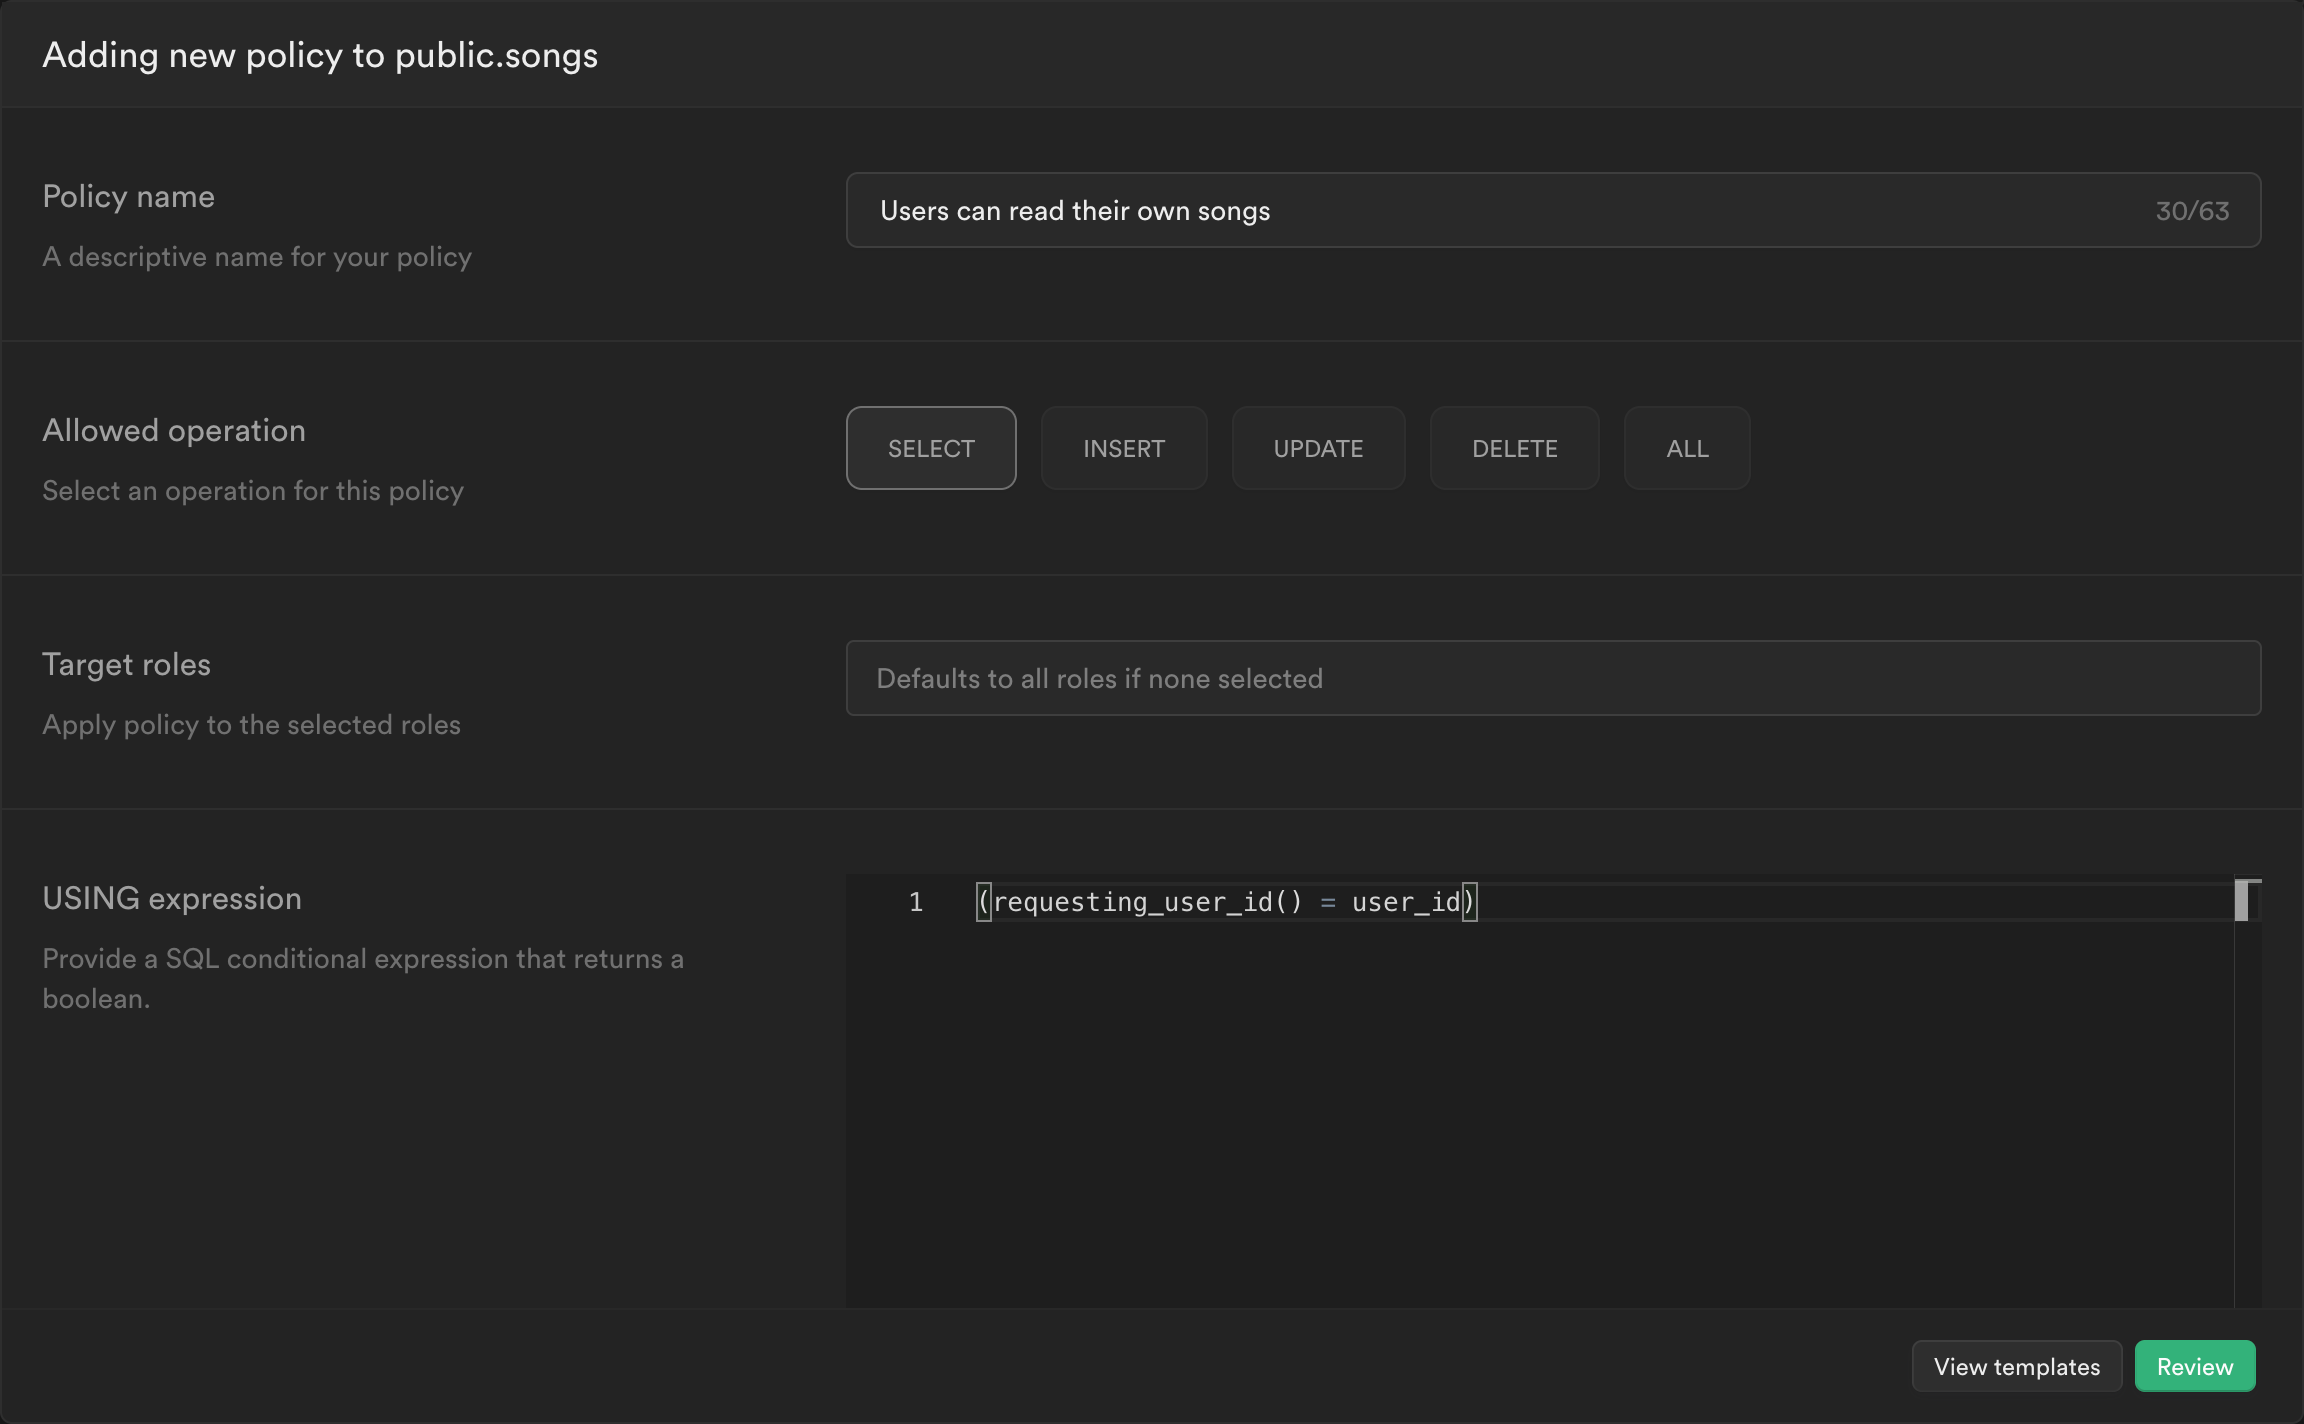 Adding new policy to public.songs
Policy name
A descriptive name for your policy
Users can read their own songs
30/63
Allowed operation
Select an operation for this policy
SELECT INSERT UPDATE DELETE ALL
Target roles
Apply policy to the selected roles
Defaults to all roles if none selected
USING expression
Provide a SQL conditional expression that returns a
boolean.
1 (requesting_user_id() = user_id)
View templates Review